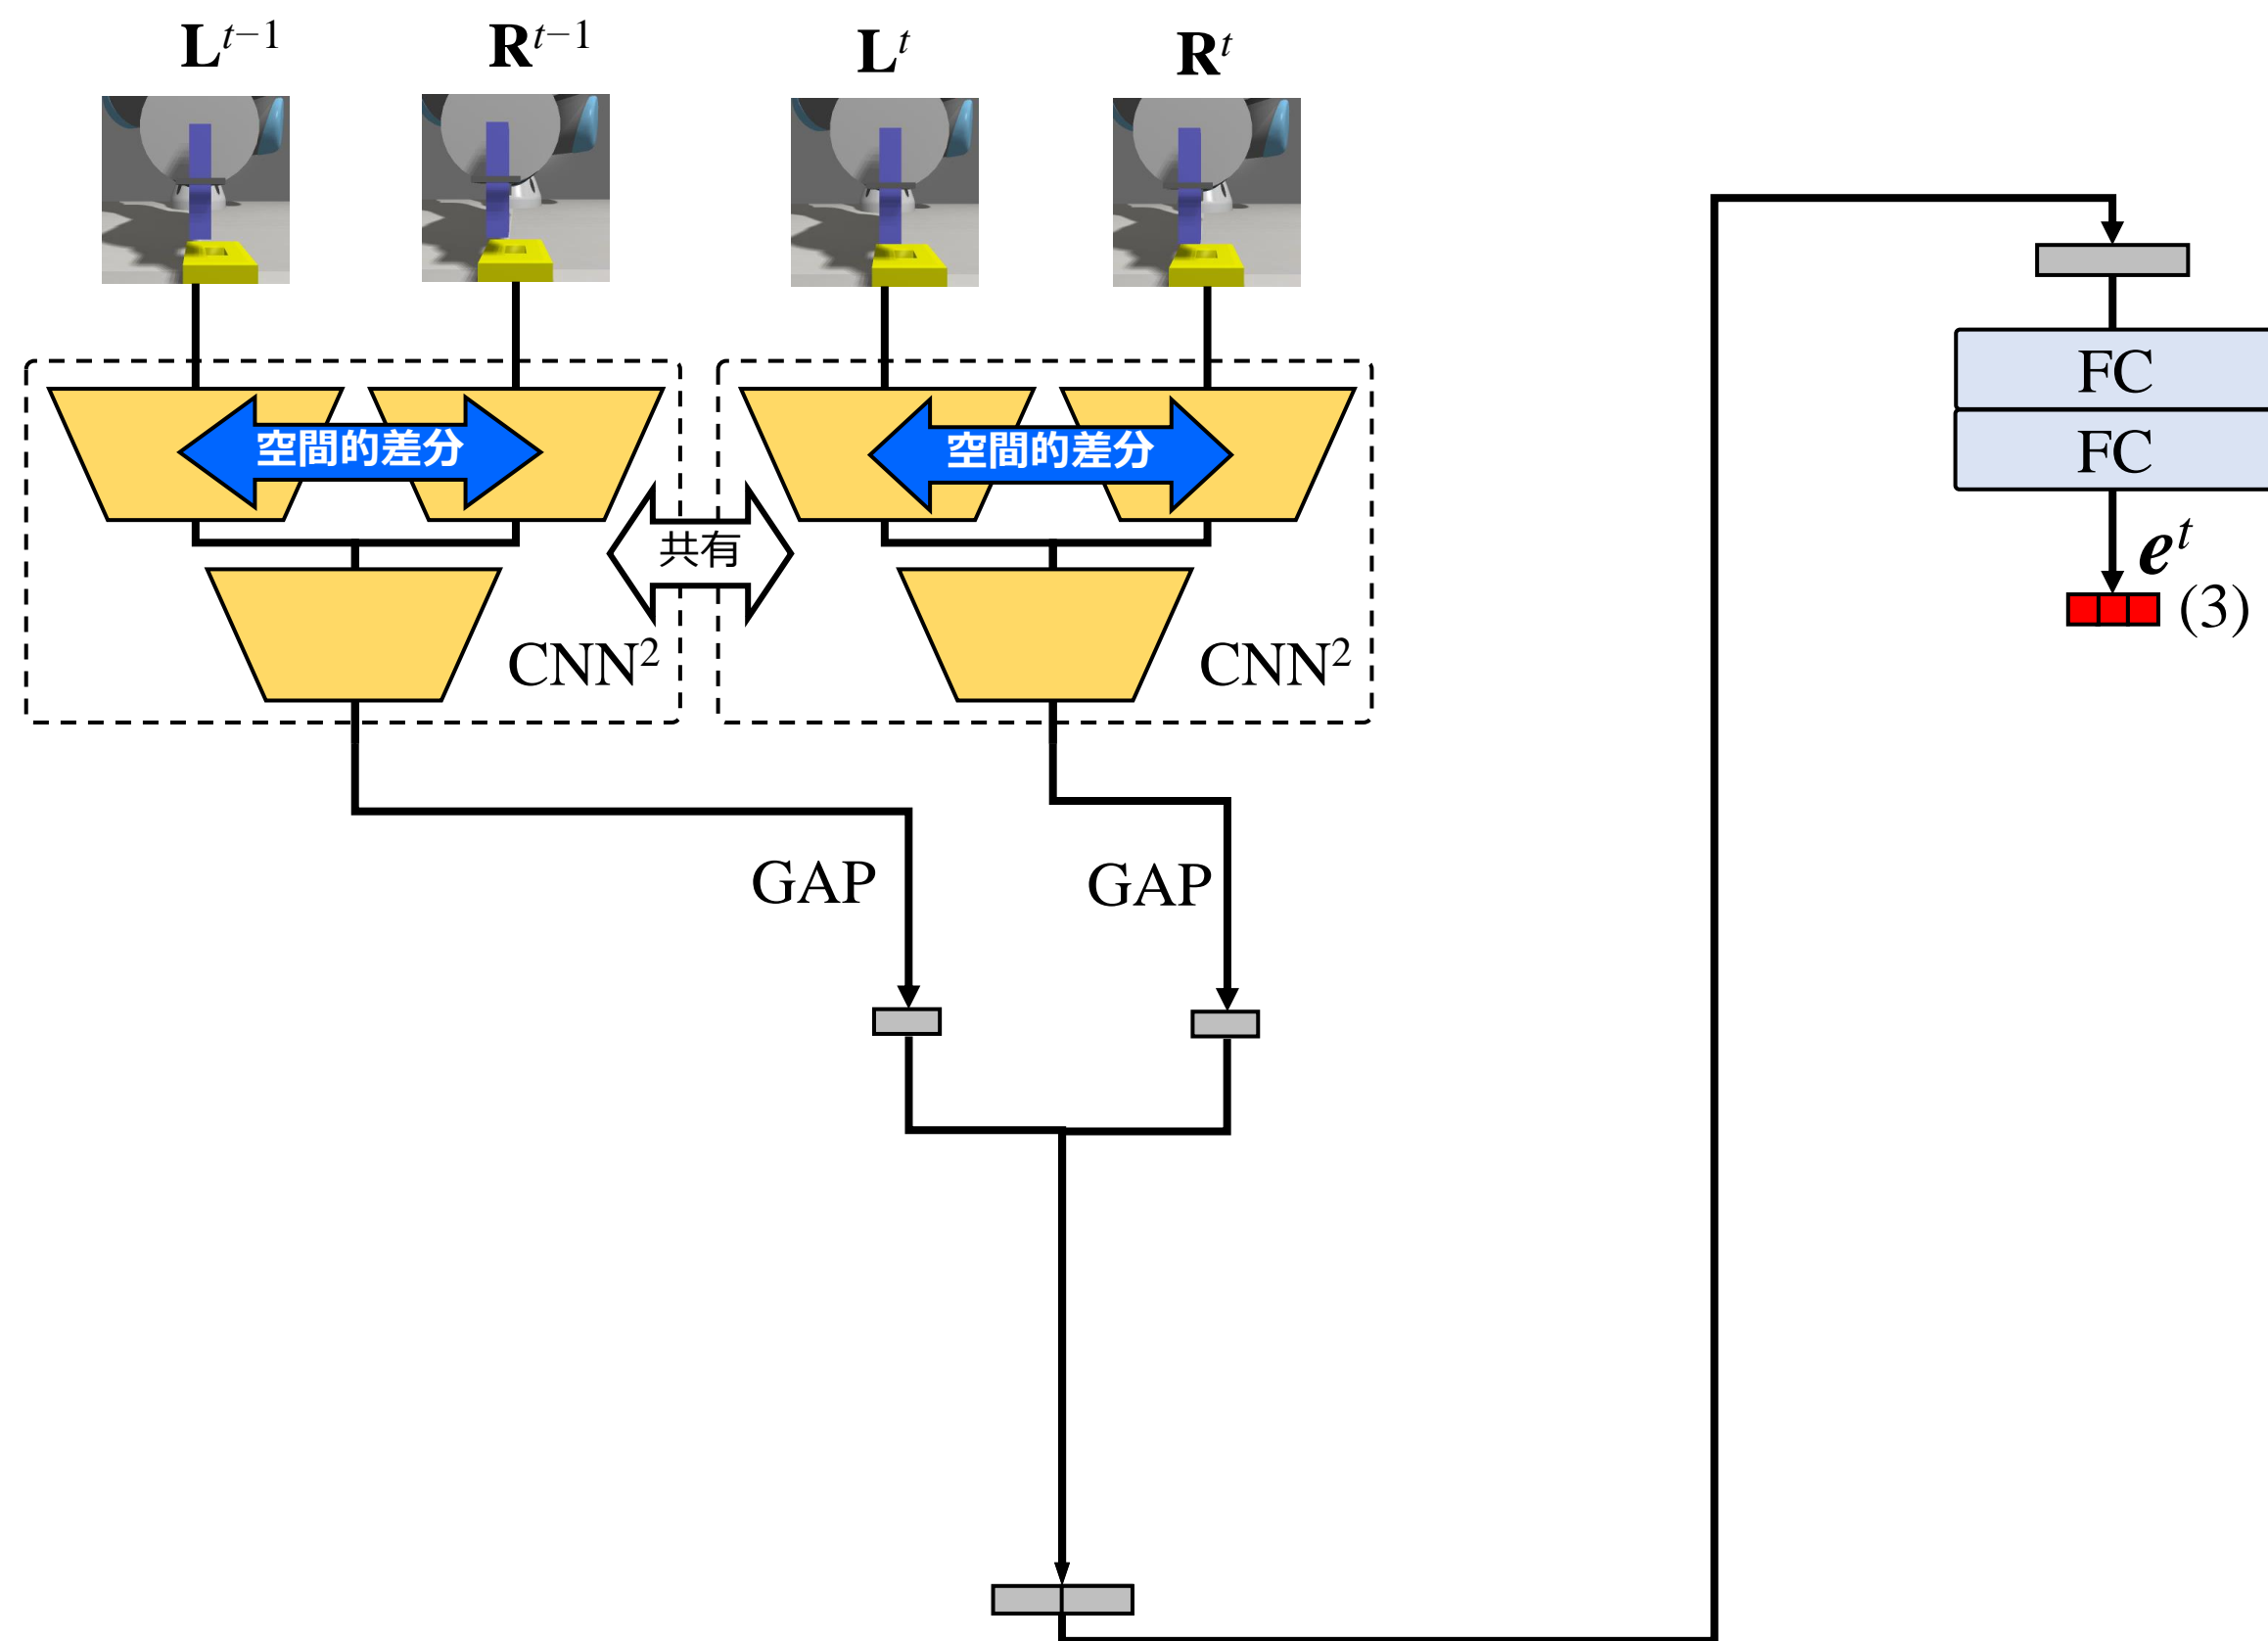 L^{t−1}
R^{t−1}
L^t
R^t
空間的差分
空間的差分
共有
CNN²
CNN²
GAP
GAP
FC
FC
e^t
(3)